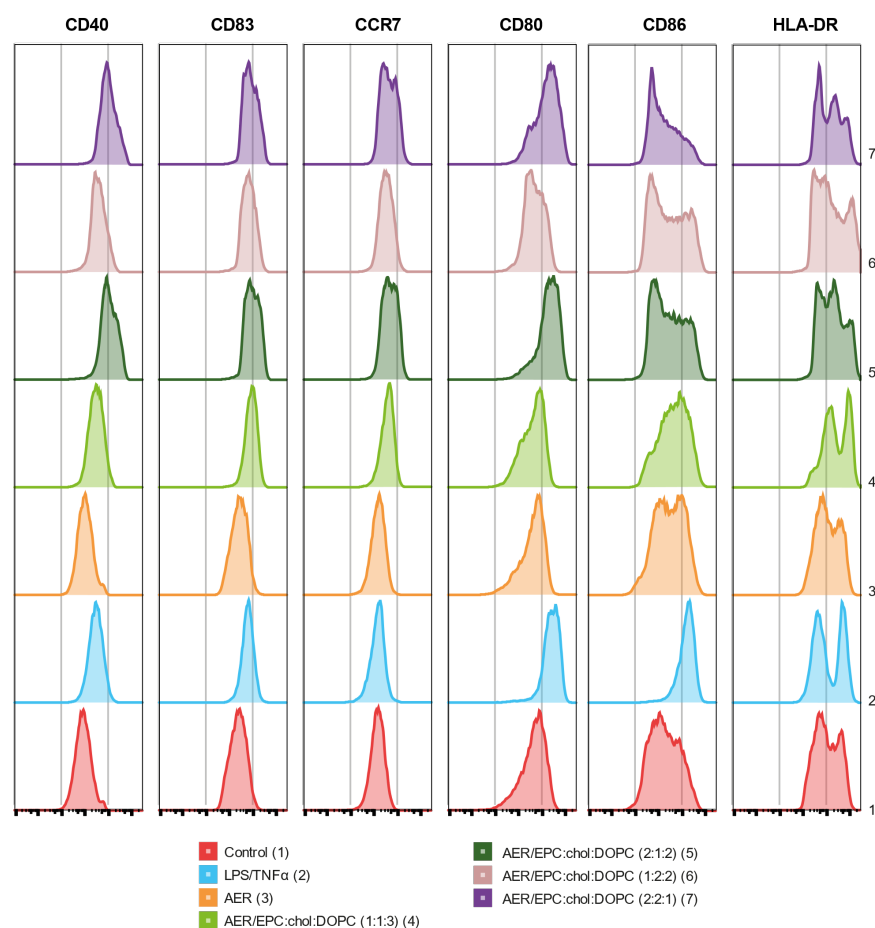 CD40 CD83 CCR7 CD80 CD86 HLA-DR
7
6
5
4
3
2
1
Control (1)
LPS/TNFα (2)
AER (3)
AER/EPC:chol:DOPC (1:1:3) (4)
AER/EPC:chol:DOPC (2:1:2) (5)
AER/EPC:chol:DOPC (1:2:2) (6)
AER/EPC:chol:DOPC (2:2:1) (7)